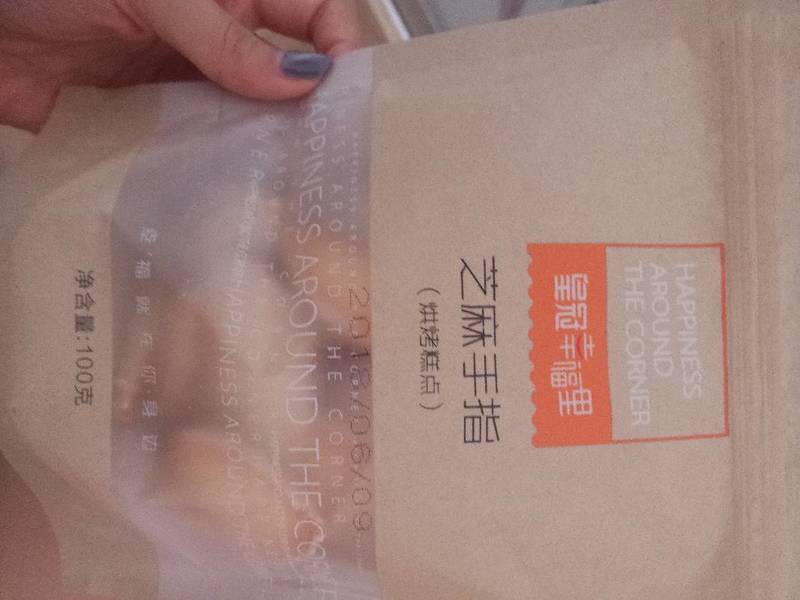 HAPPINESS
AROUND
THE CORNER
皇冠幸福里
芝麻手指
(烘烤糕点)
2018/06/09
HAPPINESS AROUND THE CORNER
HAPPINESS AROUND THE
幸福就在你身边
净含量:100克